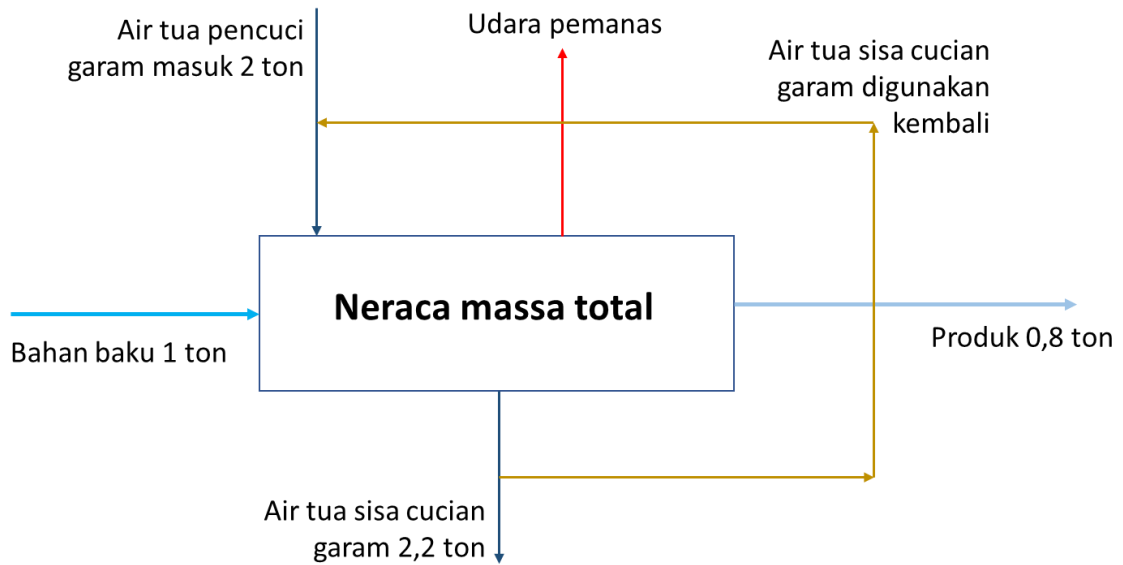 Air tua pencuci
garam masuk 2 ton
Udara pemanas
Air tua sisa cucian
garam digunakan
kembali
Neraca massa total
Bahan baku 1 ton
Produk 0,8 ton
Air tua sisa cucian
garam 2,2 ton